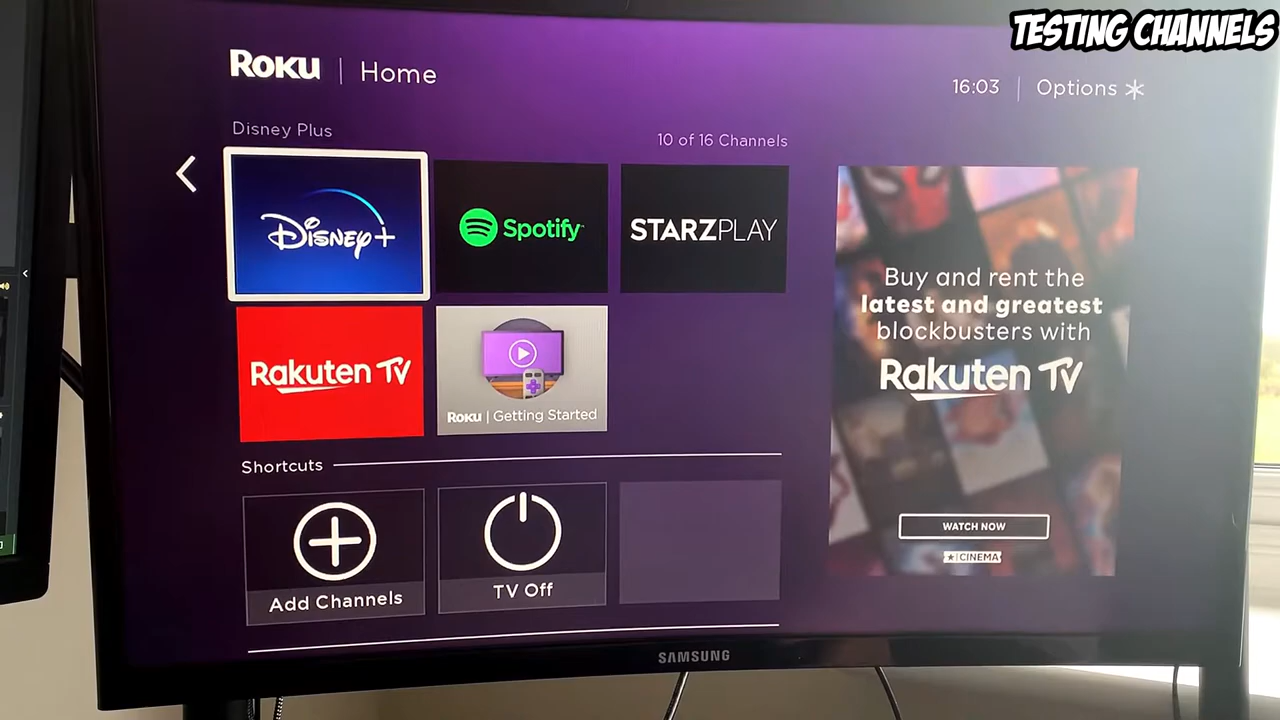 TESTING CHANNELS
Roku | Home
16:03 | Options
Disney Plus
10 of 16 Channels
Disney+
Spotify
STARZPLAY
Rakuten TV
Roku | Getting Started
Buy and rent the
latest and greatest
blockbusters with
Rakuten TV
WATCH NOW
CINEMA
Shortcuts
Add Channels
TV Off
SAMSUNG